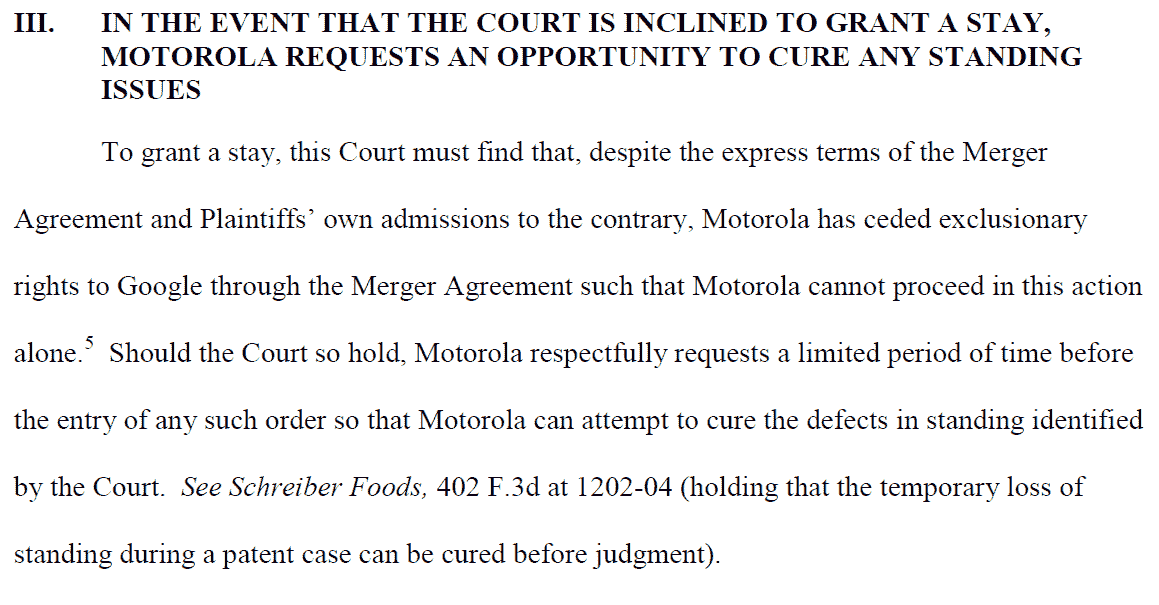 III. IN THE EVENT THAT THE COURT IS INCLINED TO GRANT A STAY,
MOTOROLA REQUESTS AN OPPORTUNITY TO CURE ANY STANDING
ISSUES
To grant a stay, this Court must find that, despite the express terms of the Merger
Agreement and Plaintiffs’ own admissions to the contrary, Motorola has ceded exclusionary
rights to Google through the Merger Agreement such that Motorola cannot proceed in this action
alone.5 Should the Court so hold, Motorola respectfully requests a limited period of time before
the entry of any such order so that Motorola can attempt to cure the defects in standing identified
by the Court. See Schreiber Foods, 402 F.3d at 1202-04 (holding that the temporary loss of
standing during a patent case can be cured before judgment).